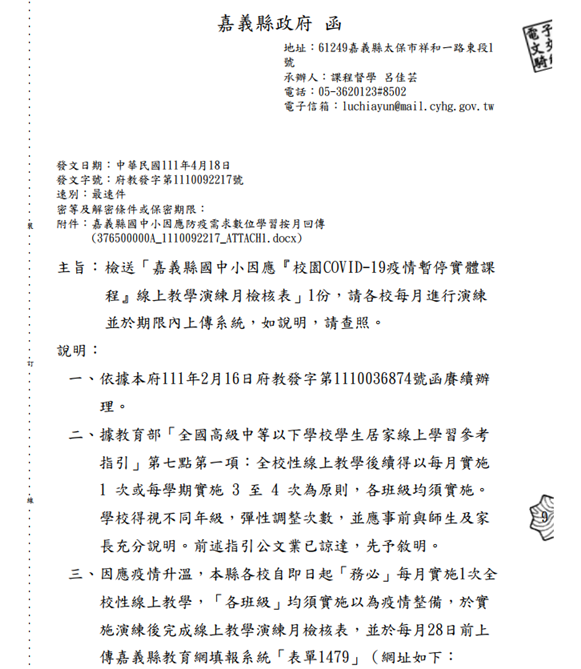 嘉義縣政府 函
地址：61249嘉義縣太保市祥和一路東段1
號
承辦人：課程督學 呂佳芸
電話：05-3620123#8502
電子信箱：luchiayun@mail.cyhg.gov.tw
發文日期：中華民國111年4月18日
發文字號：府教發字第1110092217號
速別：最速件
密等及解密條件或保密期限：
附件：嘉義縣國中小因應防疫需求數位學習按月回傳
(376500000A_1110092217_ATTACH1.docx)
主旨：檢送「嘉義縣國中小因應『校園COVID-19疫情暫停實體課
程』線上教學演練月檢核表」1份，請各校每月進行演練
並於期限內上傳系統，如說明，請查照。
說明：
一、依據本府111年2月16日府教發字第1110036874號函賡續辦
理。
二、據教育部「全國高級中等以下學校學生居家線上學習參考
指引」第七點第一項：全校性線上教學後續得以每月實施
1 次或每學期實施 3 至 4 次為原則，各班級均須實施。
學校得視不同年級，彈性調整次數，並應事前與師生及家
長充分說明。前述指引公文業已諒達，先予敘明。
三、因應疫情升溫，本縣各校自即日起「務必」每月實施1次全
校性線上教學，「各班級」均須實施以為疫情整備，於實
施演練後完成線上教學演練月檢核表，並於每月28日前上
傳嘉義縣教育網填報系統「表單1479」（網址如下：
訂
線